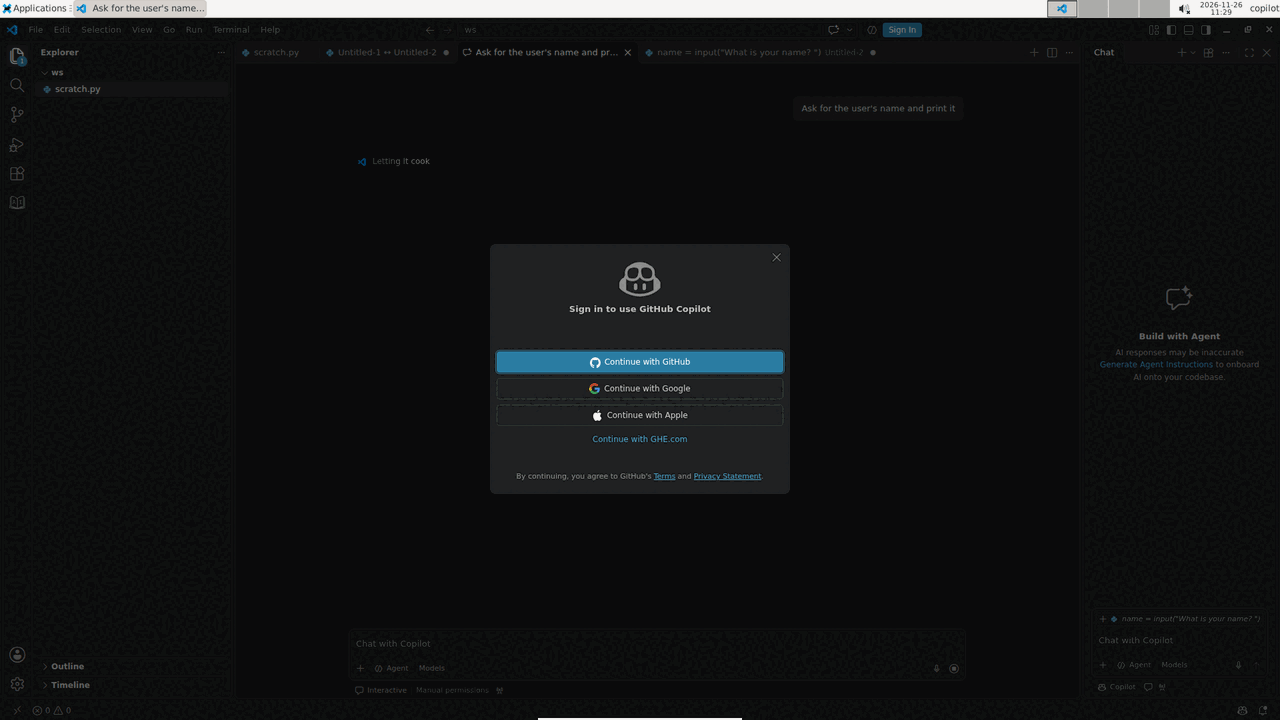 Applications
Ask for the user's name...
2026-11-26
11:29
copilot
File Edit Selection View Go Run Terminal Help
ws
Sign In
Explorer
scratch.py
Untitled-1 ↔ Untitled-2
Ask for the user's name and pr...
name = input("What is your name? ") Untitled-2
Chat
1
ws
scratch.py
Ask for the user's name and print it
Letting it cook
Sign in to use GitHub Copilot
Continue with GitHub
Continue with Google
Continue with Apple
Continue with GHE.com
By continuing, you agree to GitHub's Terms and Privacy Statement.
Build with Agent
AI responses may be inaccurate
Generate Agent Instructions to onboard
AI onto your codebase.
Chat with Copilot
Agent Models
Interactive Manual permissions
name = input("What is your name? ")
Chat with Copilot
Agent Models
Copilot
Outline
Timeline
0 0